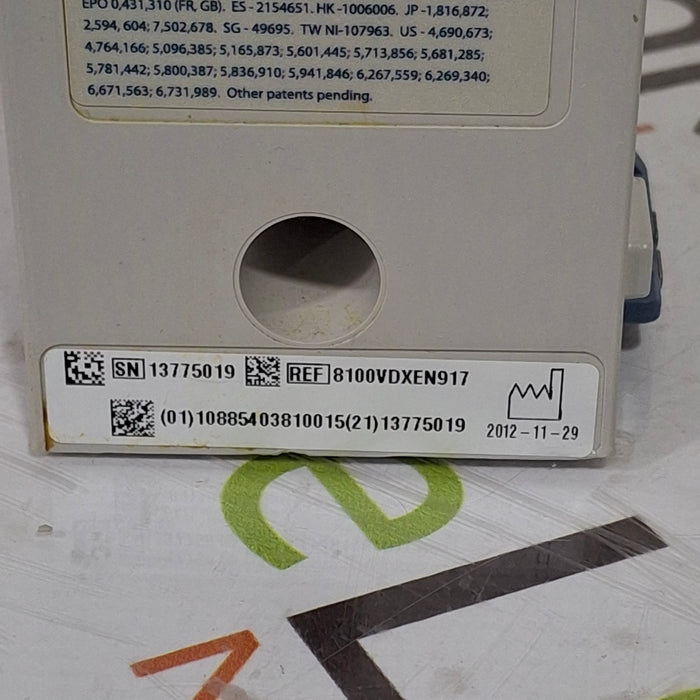 EPO 0,431,310 (FR, GB). ES - 2154651. HK -1006006. JP -1,816,872;
2,594, 604; 7,502,678. SG - 49695. TW NI-107963. US - 4,690,673;
4,764,166; 5,096,385; 5,165,873; 5,601,445; 5,713,856; 5,681,285;
5,781,442; 5,800,387; 5,836,910; 5,941,846; 6,267,559; 6,269,340;
6,671,563; 6,731,989. Other patents pending.
SN 13775019 REF 8100VDXEN917
(01)10885403810015(21)13775019
2012-11-29